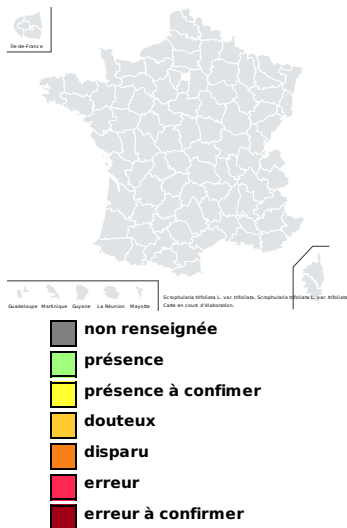 Île-de-France
Guadeloupe Martinique Guyane La Réunion Mayotte
Scrophularia trifoliata L. var. trifoliata, Scrophularia trifoliata L. var. trifoliata
Carte en cours d'élaboration.
non renseignée
présence
présence à confimer
douteux
disparu
erreur
erreur à confirmer